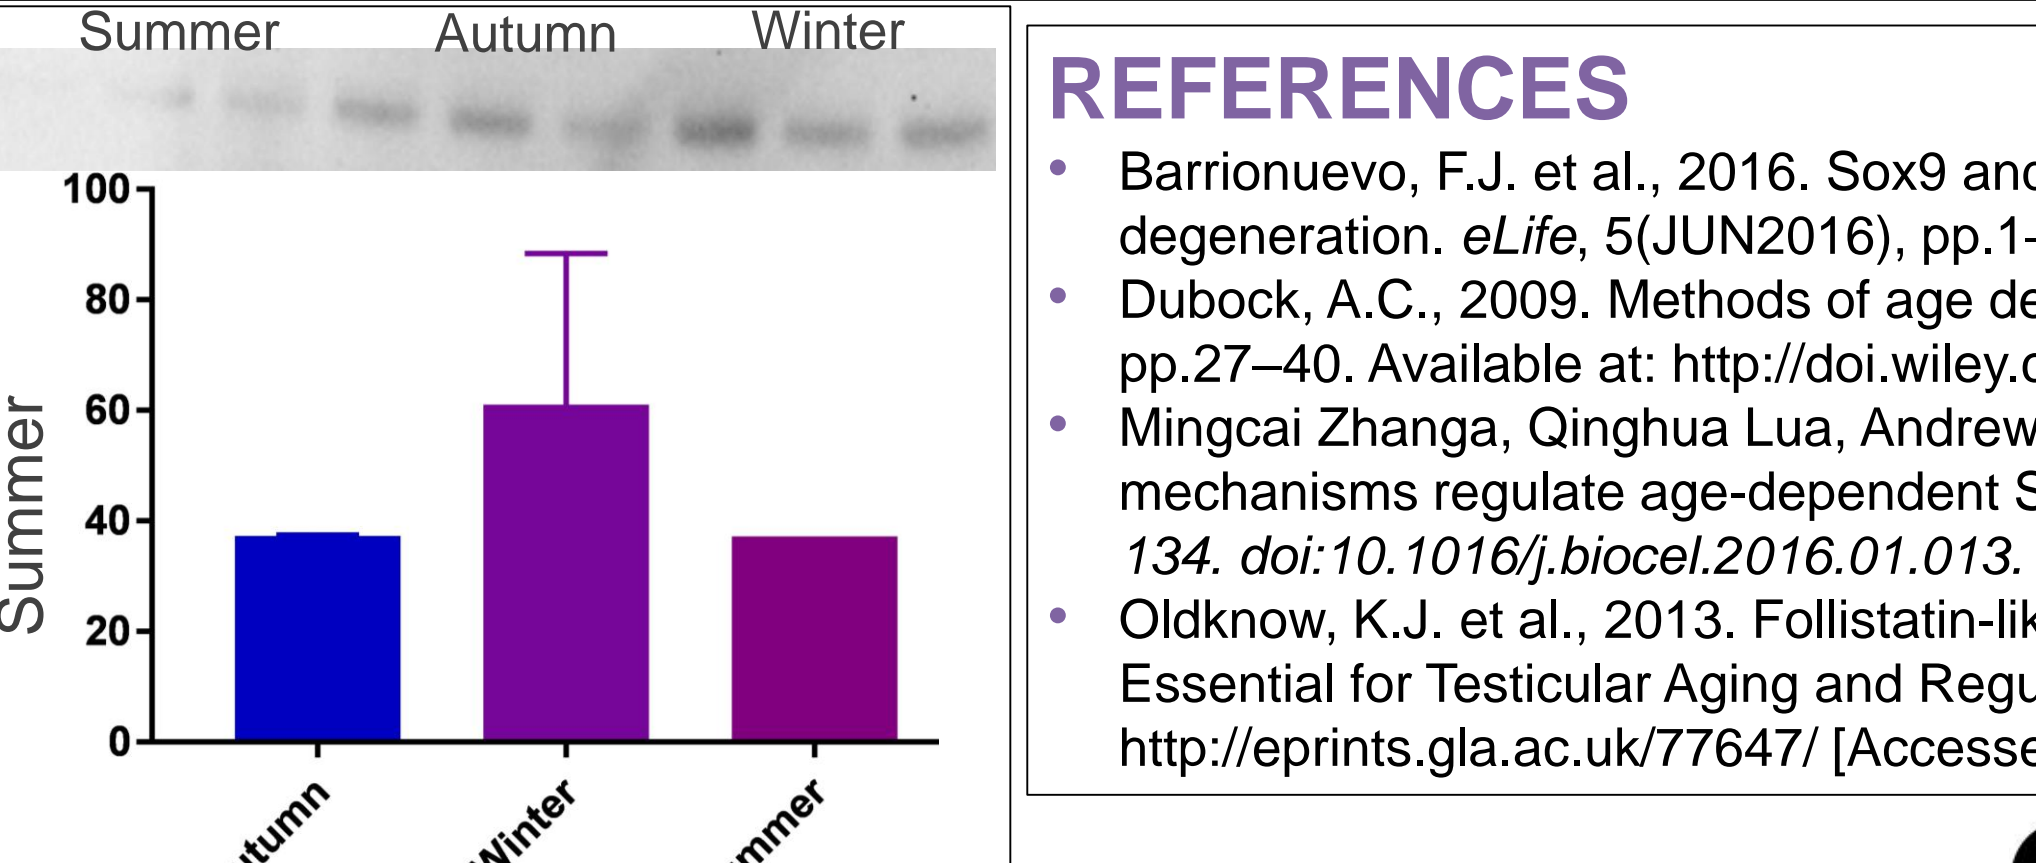 Summer Autumn Winter
100
80
60
40
20
0
Summer
Winter
REFERENCES
• Barrionuevo, F.J. et al., 2016. Sox9 and
degeneration. eLife, 5(JUN2016), pp.1–
• Dubock, A.C., 2009. Methods of age de
pp.27–40. Available at: http://doi.wiley.c
• Mingcai Zhanga, Qinghua Lua, Andrew
mechanisms regulate age-dependent S
134. doi:10.1016/j.biocel.2016.01.013.
• Oldknow, K.J. et al., 2013. Follistatin-lik
Essential for Testicular Aging and Regu
http://eprints.gla.ac.uk/77647/ [Accesse